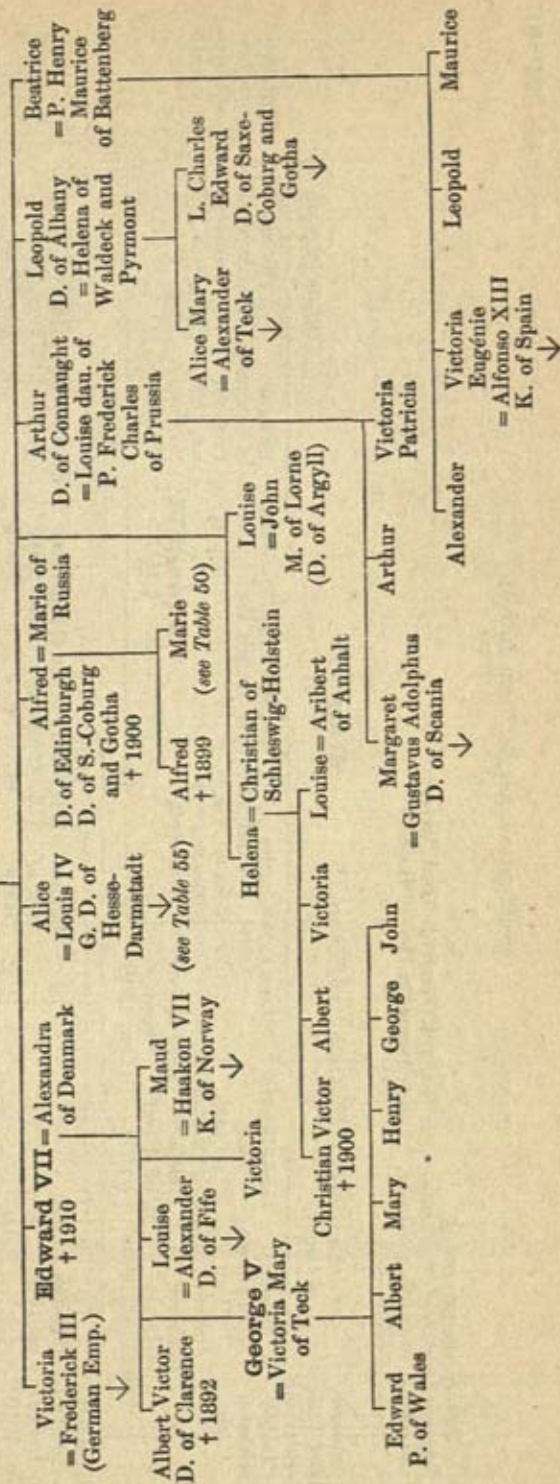 Victoria
= Frederick III
(German Emp.)
Edward VII = Alexandra
† 1910 of Denmark
Alice
= Louis IV
G. D. of
Hesse-
Darmstadt
(see Table 55)
Alfred = Marie of
D. of Edinburgh Russia
D. of S.-Coburg
and Gotha
† 1900
Arthur
D. of Connaught
= Louise dau. of
P. Frederick
Charles
of Prussia
Leopold
D. of Albany
= Helena of
Waldeck and
Pyrmont
Beatrice
= P. Henry
Maurice
of Battenberg
Albert Victor
D. of Clarence
† 1892
Louise
= Alexander
D. of Fife
Maud
= Haakon VII
K. of Norway
George V
= Victoria Mary
of Teck
Victoria
Alfred
† 1899
Marie
(see Table 50)
Alice Mary
= Alexander
of Teck
L. Charles
Edward
D. of Saxe-
Coburg and
Gotha
Helena = Christian of
Schleswig-Holstein
Louise
= John
M. of Lorne
(D. of Argyll)
Christian Victor
† 1900
Albert
Victoria
Louise = Aribert
of Anhalt
Edward
P. of Wales
Albert
Mary
Henry
George
John
Margaret
= Gustavus Adolphus
D. of Scania
Arthur
Victoria
Patricia
Alexander
Victoria
Eugénie
= Alfonso XIII
K. of Spain
Leopold
Maurice